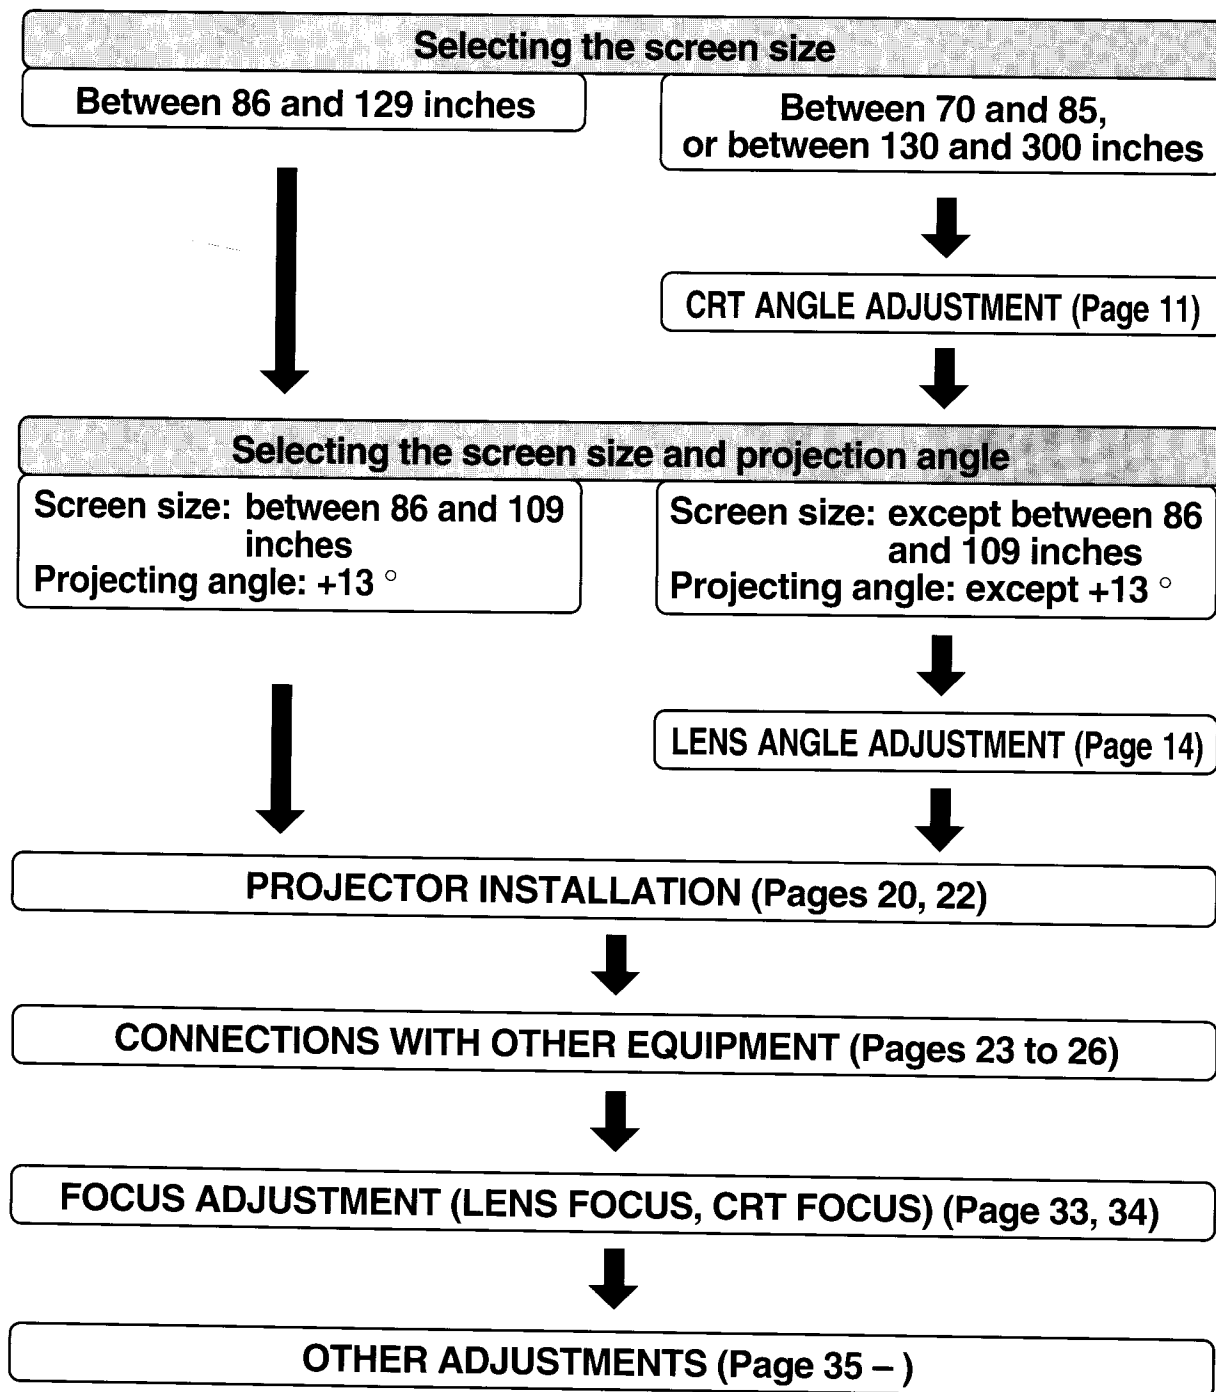 Selecting the screen size
Between 86 and 129 inches
Between 70 and 85,
or between 130 and 300 inches
CRT ANGLE ADJUSTMENT (Page 11)
Selecting the screen size and projection angle
Screen size: between 86 and 109
inches
Projecting angle: +13 °
Screen size: except between 86
and 109 inches
Projecting angle: except +13 °
LENS ANGLE ADJUSTMENT (Page 14)
PROJECTOR INSTALLATION (Pages 20, 22)
CONNECTIONS WITH OTHER EQUIPMENT (Pages 23 to 26)
FOCUS ADJUSTMENT (LENS FOCUS, CRT FOCUS) (Page 33, 34)
OTHER ADJUSTMENTS (Page 35 – )